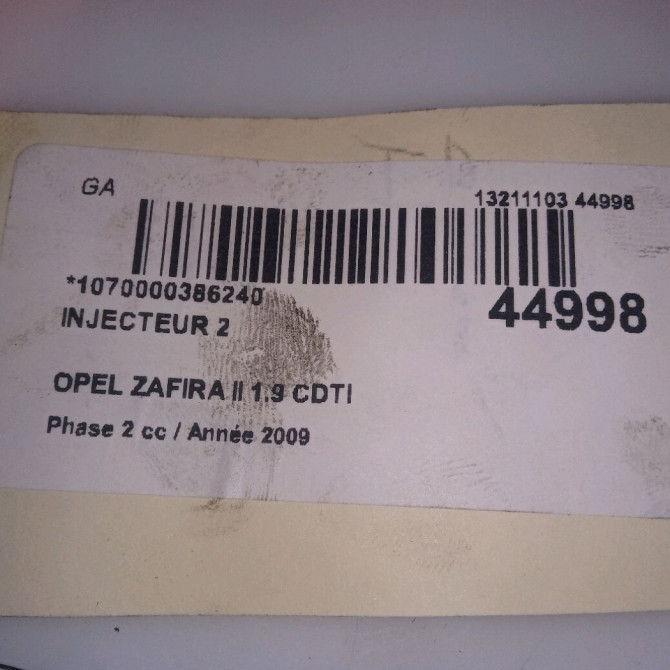 GA
13211103 44998
*1070000386240
44998
INJECTEUR 2
OPEL ZAFIRA II 1.9 CDTI
Phase 2 cc / Année 2009